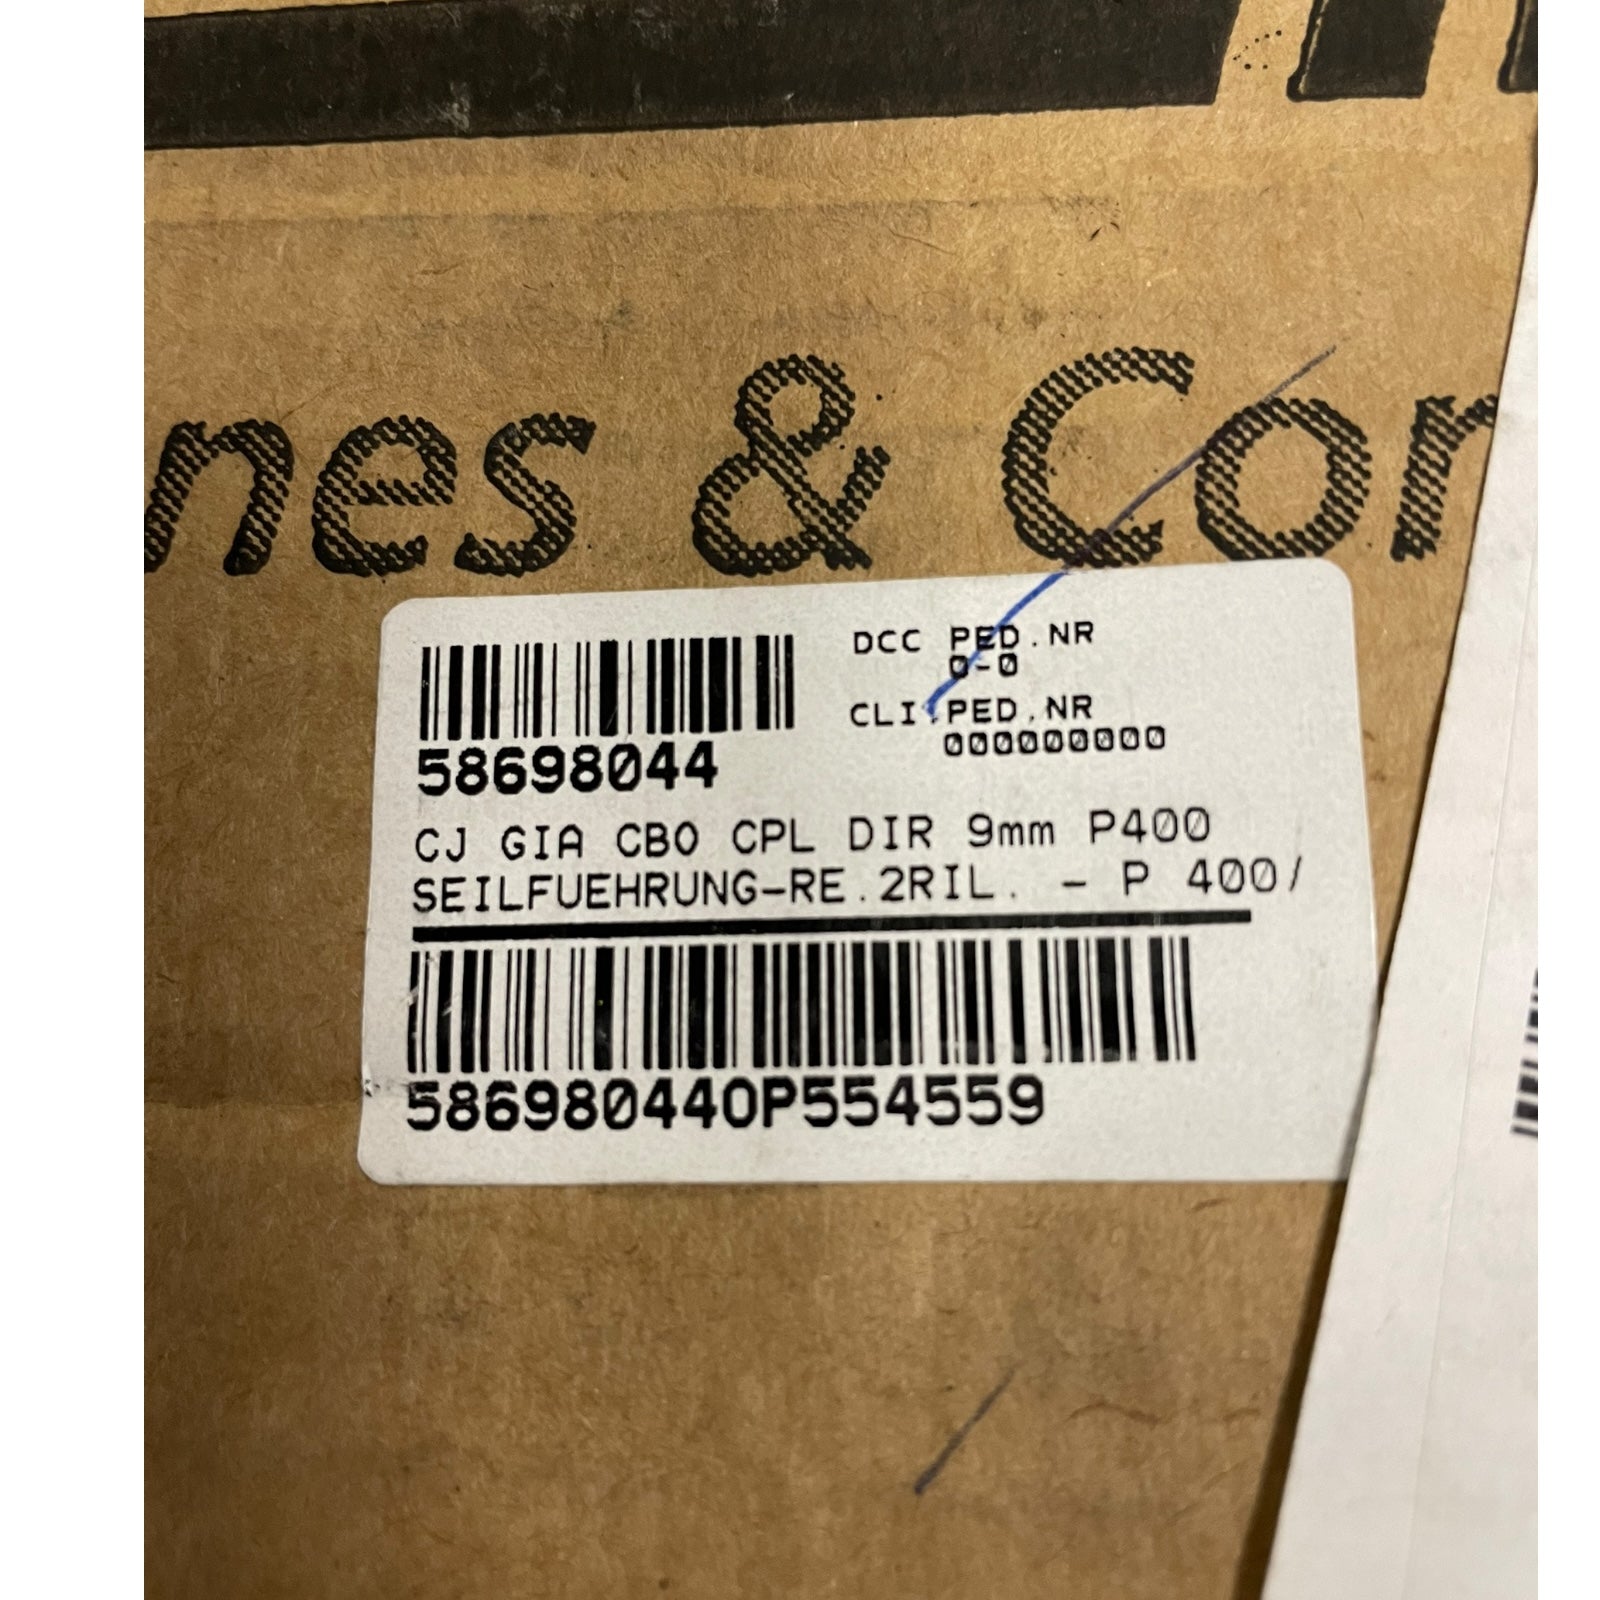 nes & Con
58698044
DCC PED.NR
0-0
CLI.PED.NR
000000000
CJ GIA CBO CPL DIR 9mm P400
SEILFUEHRUNG-RE.2RIL. - P 400/
586980440P554559